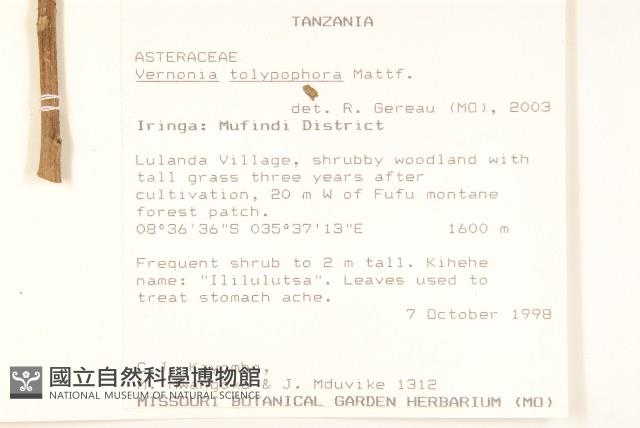 TANZANIA
ASTERACEAE
Vernonia tolypophora Mattf.
det. R. Gereau (MO), 2003
Iringa: Mufindi District
Lulanda Village, shrubby woodland with
tall grass three years after
cultivation, 20 m W of Fufu montane
forest patch.
08°36'36"S 035°37'13"E 1600 m
Frequent shrub to 2 m tall. Kihehe
name: "Ililulutsa". Leaves used to
treat stomach ache.
7 October 1998
& J. Mduvike 1312
MISSOURI BOTANICAL GARDEN HERBARIUM (MO)
國立自然科學博物館
NATIONAL MUSEUM OF NATURAL SCIENCE